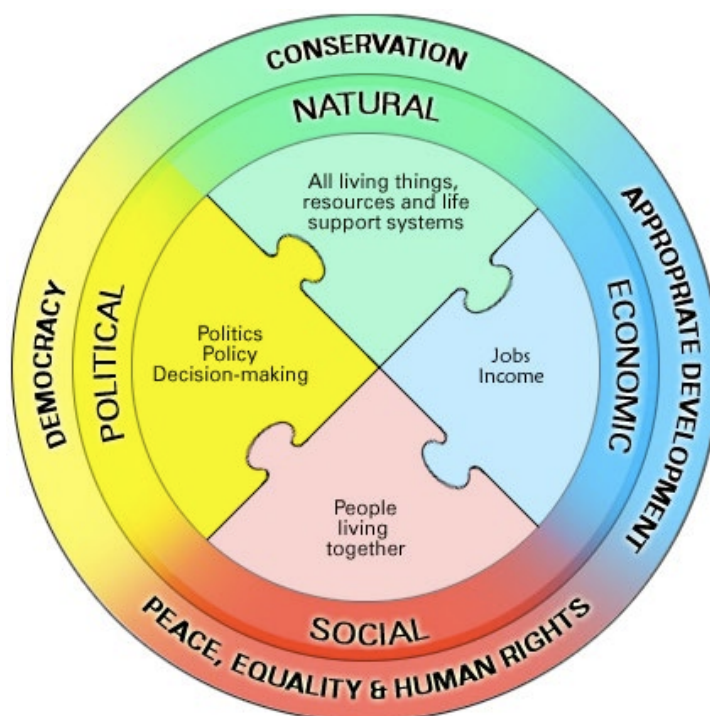 CONSERVATION
NATURAL
All living things,
resources and life
support systems
DEMOCRACY
POLITICAL
Politics
Policy
Decision-making
Jobs
Income
ECONOMIC
APPROPRIATE DEVELOPMENT
People
living
together
SOCIAL
PEACE, EQUALITY & HUMAN RIGHTS